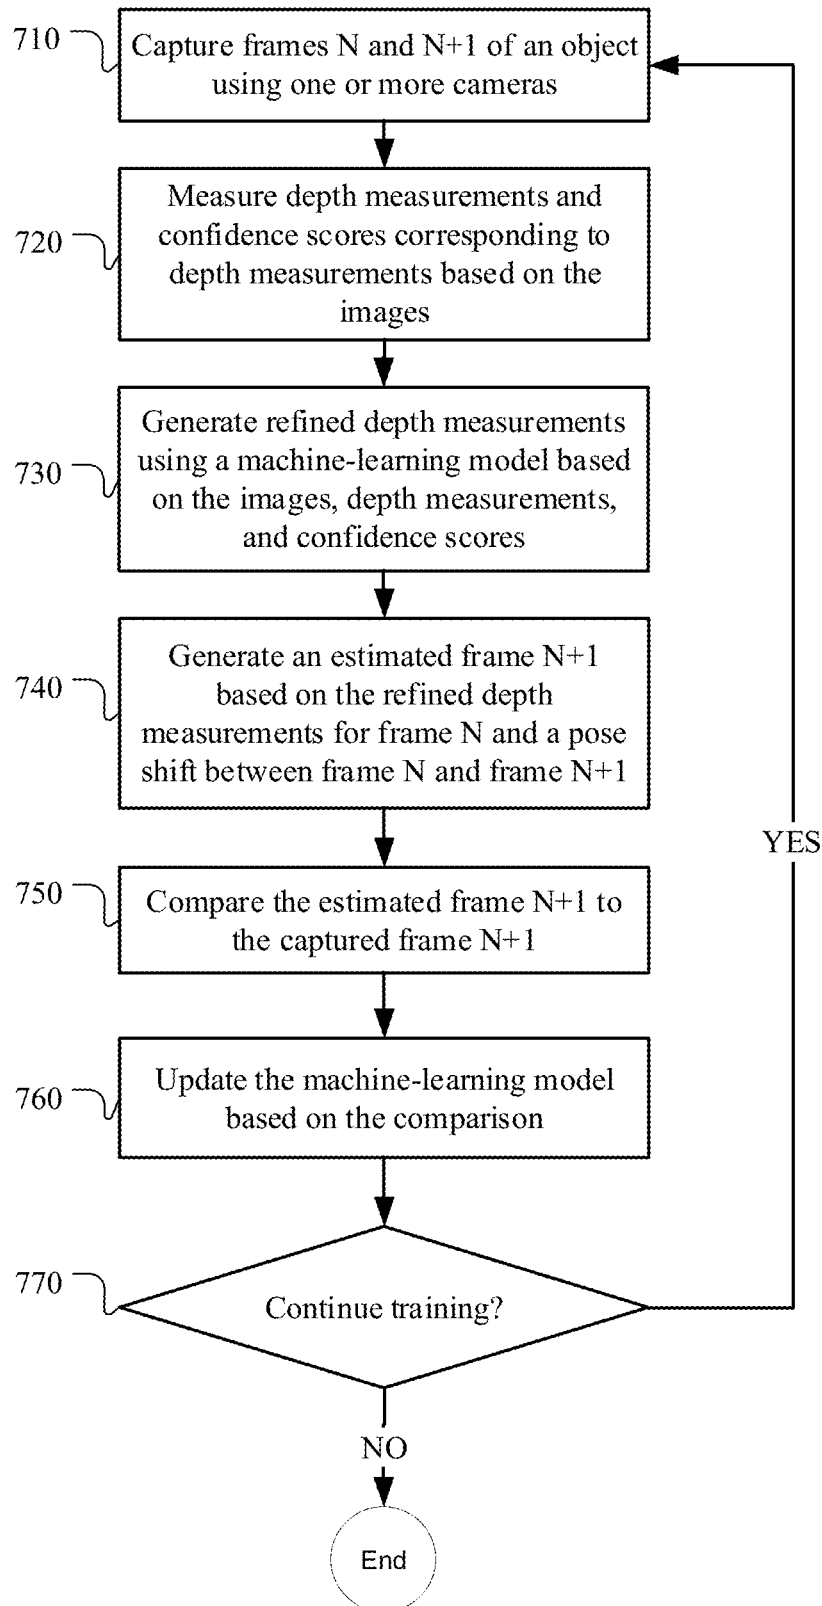 710
Capture frames N and N+1 of an object
using one or more cameras
720
Measure depth measurements and
confidence scores corresponding to
depth measurements based on the
images
730
Generate refined depth measurements
using a machine-learning model based
on the images, depth measurements,
and confidence scores
740
Generate an estimated frame N+1
based on the refined depth
measurements for frame N and a pose
shift between frame N and frame N+1
YES
750
Compare the estimated frame N+1 to
the captured frame N+1
760
Update the machine-learning model
based on the comparison
770
Continue training?
NO
End